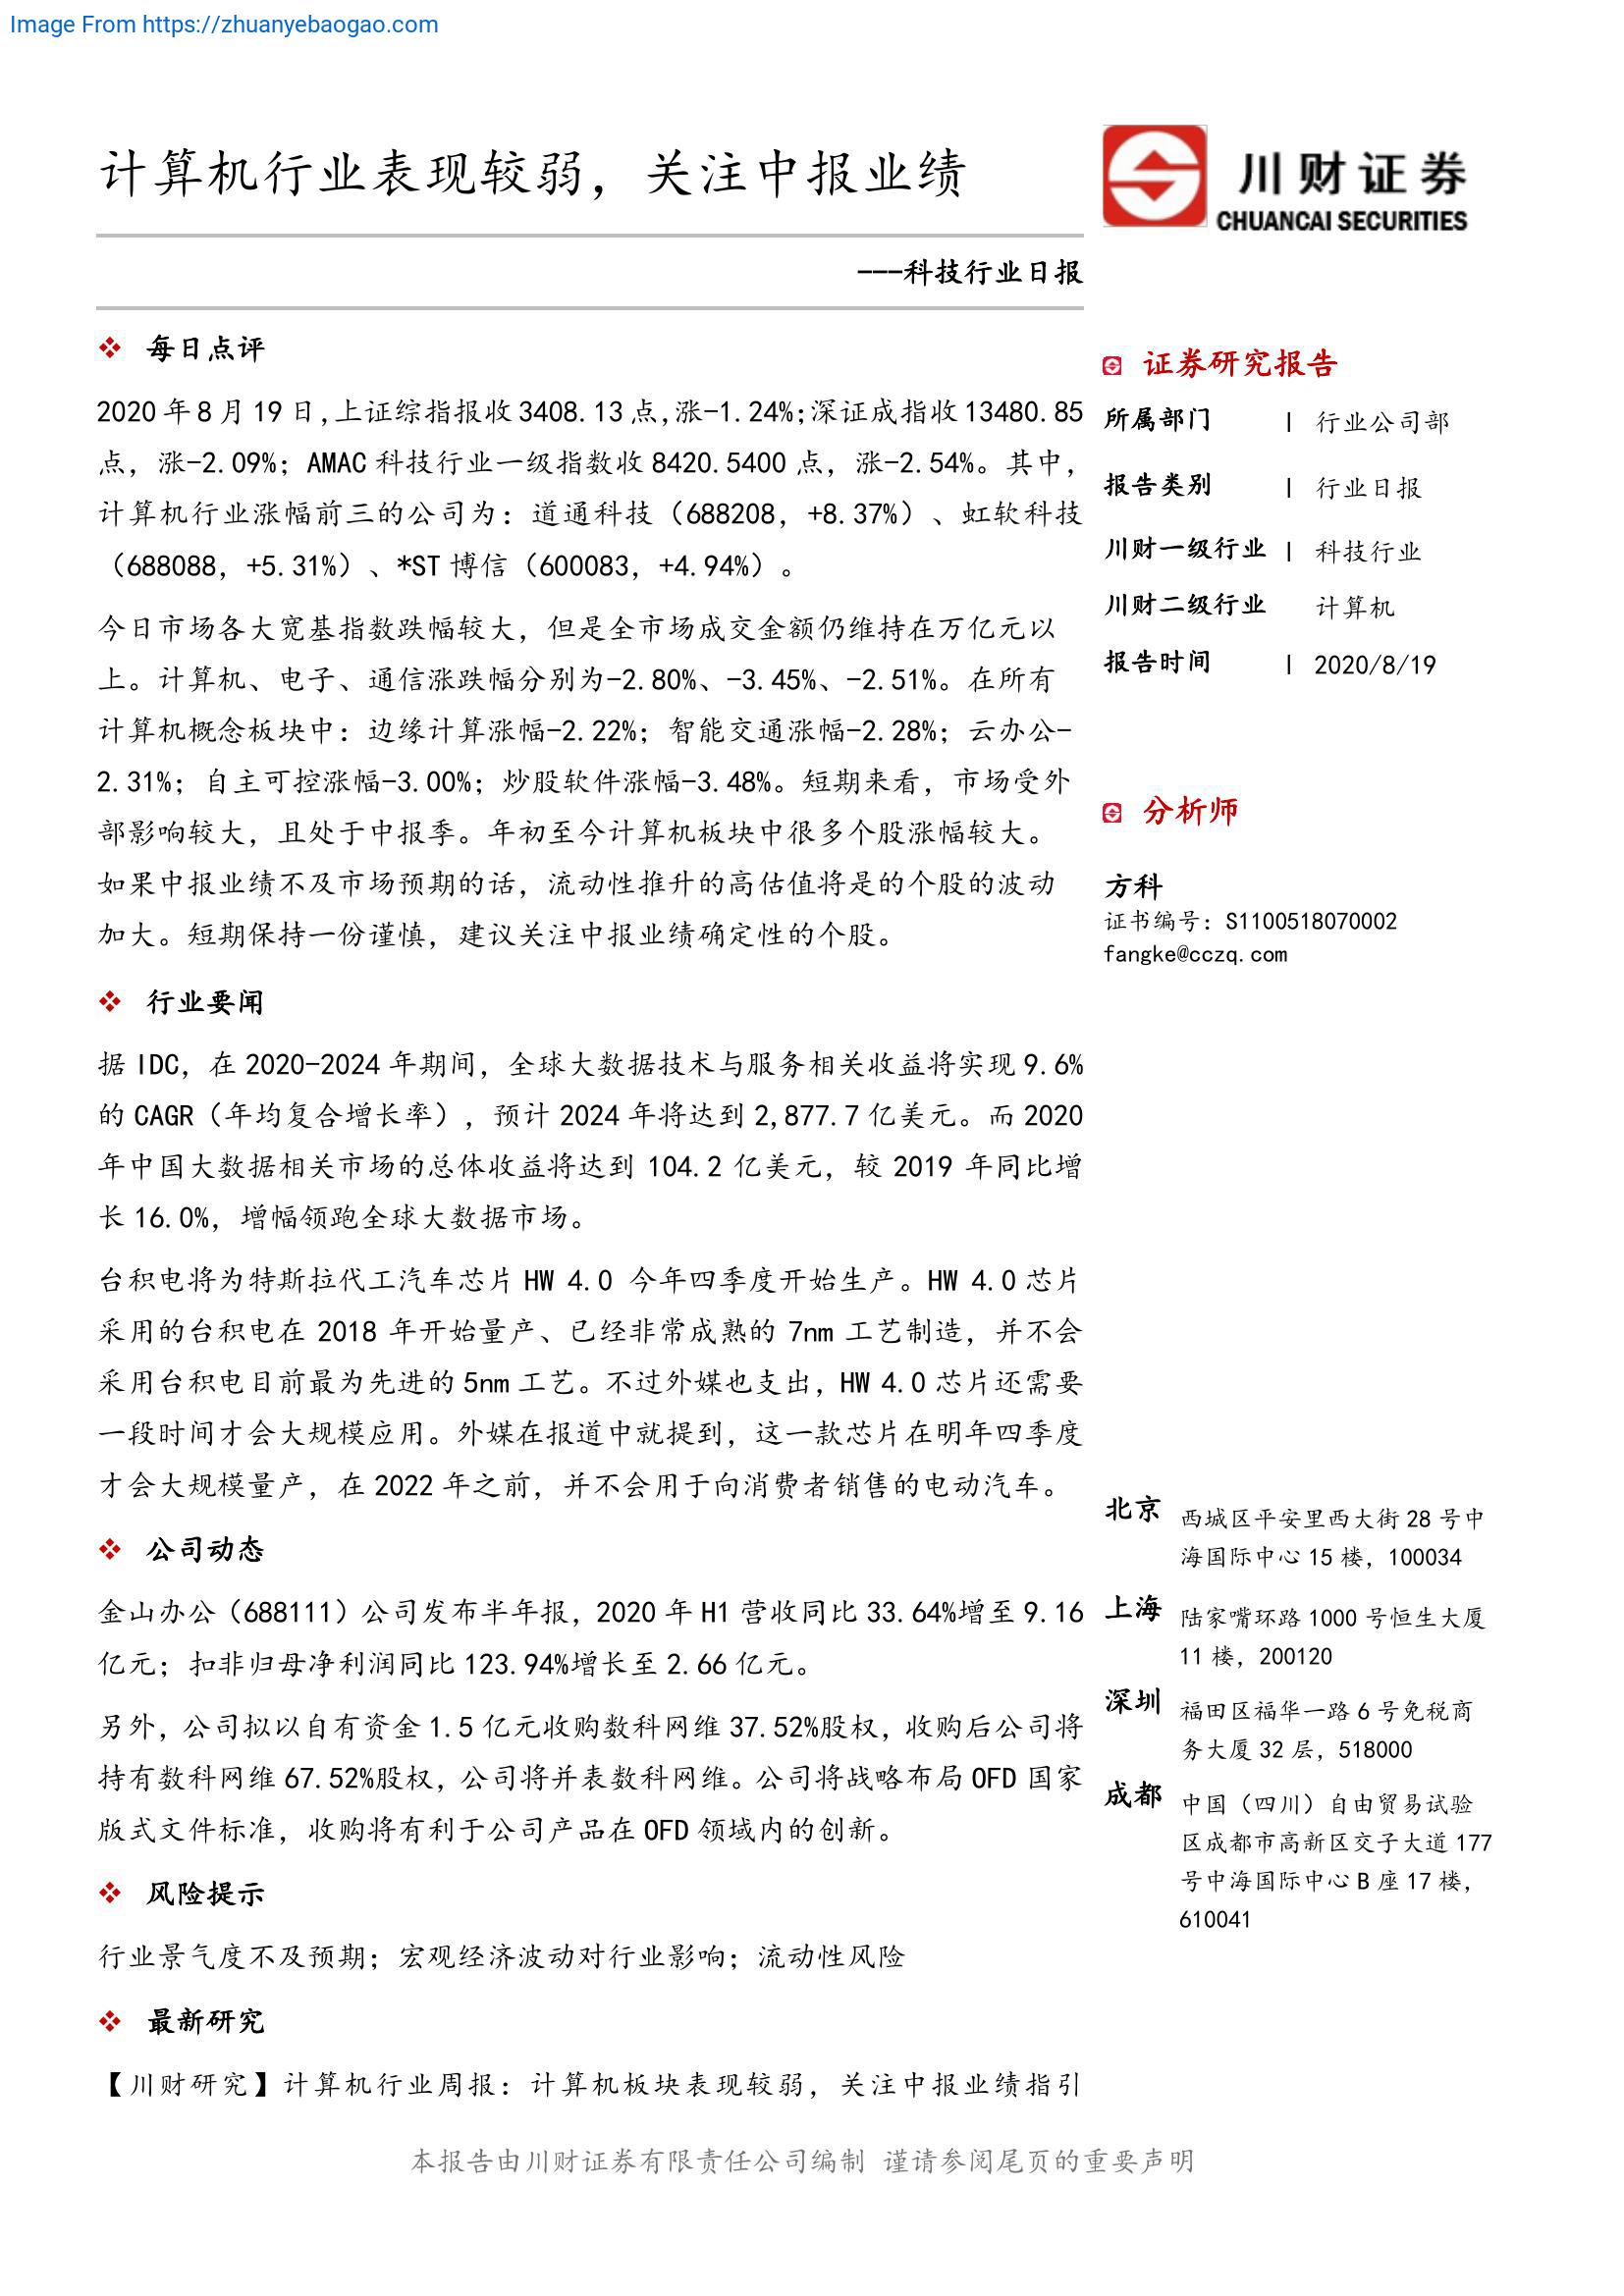 Image From https://zhuanyebaogao.com
计算机行业表现较弱，关注中报业绩
川财证券
CHUANCAI SECURITIES
---科技行业日报
每日点评
2020年8月19日,上证综指报收3408.13点,涨-1.24%;深证成指收13480.85
点，涨-2.09%；AMAC科技行业一级指数收8420.5400点，涨-2.54%。其中，
计算机行业涨幅前三的公司为：道通科技（688208，+8.37%）、虹软科技
（688088，+5.31%）、*ST博信（600083，+4.94%）。
今日市场各大宽基指数跌幅较大，但是全市场成交金额仍维持在万亿元以
上。计算机、电子、通信涨跌幅分别为-2.80%、-3.45%、-2.51%。在所有
计算机概念板块中：边缘计算涨幅-2.22%；智能交通涨幅-2.28%；云办公-
2.31%；自主可控涨幅-3.00%；炒股软件涨幅-3.48%。短期来看，市场受外
部影响较大，且处于中报季。年初至今计算机板块中很多个股涨幅较大。
如果中报业绩不及市场预期的话，流动性推升的高估值将是的个股的波动
加大。短期保持一份谨慎，建议关注中报业绩确定性的个股。
行业要闻
据IDC，在2020-2024年期间，全球大数据技术与服务相关收益将实现9.6%
的CAGR（年均复合增长率），预计2024年将达到2,877.7亿美元。而2020
年中国大数据相关市场的总体收益将达到104.2亿美元，较2019年同比增
长16.0%，增幅领跑全球大数据市场。
台积电将为特斯拉代工汽车芯片HW 4.0 今年四季度开始生产。HW 4.0芯片
采用的台积电在2018年开始量产、已经非常成熟的7nm工艺制造，并不会
采用台积电目前最为先进的5nm工艺。不过外媒也支出，HW 4.0芯片还需要
一段时间才会大规模应用。外媒在报道中就提到，这一款芯片在明年四季度
才会大规模量产，在2022年之前，并不会用于向消费者销售的电动汽车。
公司动态
金山办公（688111）公司发布半年报，2020年H1营收同比33.64%增至9.16
亿元；扣非归母净利润同比123.94%增长至2.66亿元。
另外，公司拟以自有资金1.5亿元收购数科网维37.52%股权，收购后公司将
持有数科网维67.52%股权，公司将并表数科网维。公司将战略布局OFD国家
版式文件标准，收购将有利于公司产品在OFD领域内的创新。
风险提示
行业景气度不及预期；宏观经济波动对行业影响；流动性风险
最新研究
【川财研究】计算机行业周报：计算机板块表现较弱，关注中报业绩指引
证券研究报告
所属部门 | 行业公司部
报告类别 | 行业日报
川财一级行业 | 科技行业
川财二级行业 计算机
报告时间 | 2020/8/19
分析师
方科
证书编号：S1100518070002
fangke@cczq.com
北京 西城区平安里西大街28号中
海国际中心15楼，100034
上海 陆家嘴环路1000号恒生大厦
11楼，200120
深圳 福田区福华一路6号免税商
务大厦32层，518000
成都 中国（四川）自由贸易试验
区成都市高新区交子大道177
号中海国际中心B座17楼，
610041
本报告由川财证券有限责任公司编制 谨请参阅尾页的重要声明